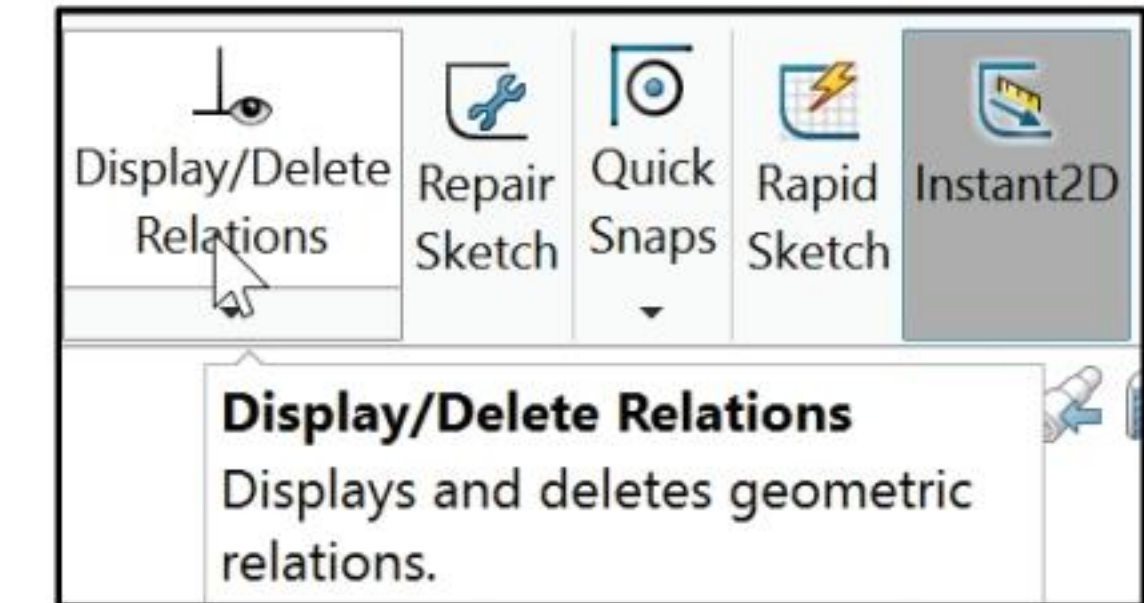 Display/Delete
Relations
Repair
Sketch
Quick
Snaps
Rapid
Sketch
Instant2D
Display/Delete Relations
Displays and deletes geometric
relations.